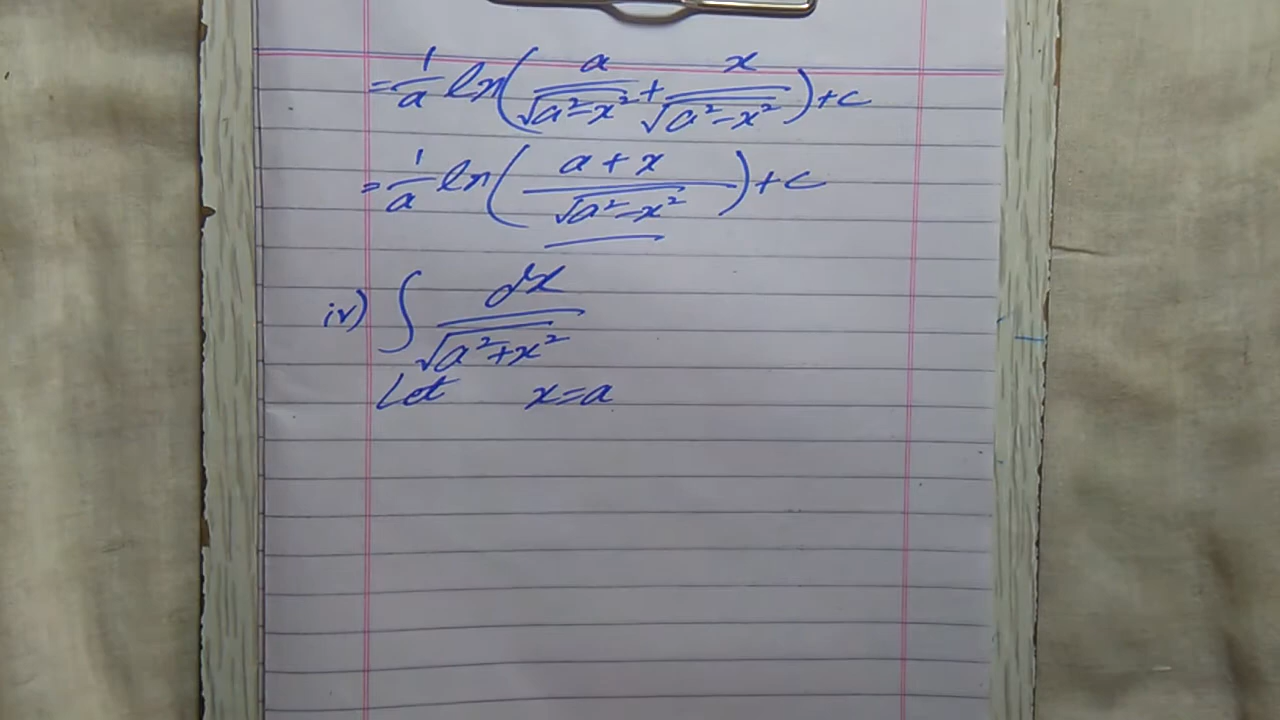 = 1/a ln( a/√(a²-x²) + x/√(a²-x²) ) + c
= 1/a ln( (a+x)/√(a²-x²) ) + c
iv) ∫ dx/√(a²+x²)
Let x=a